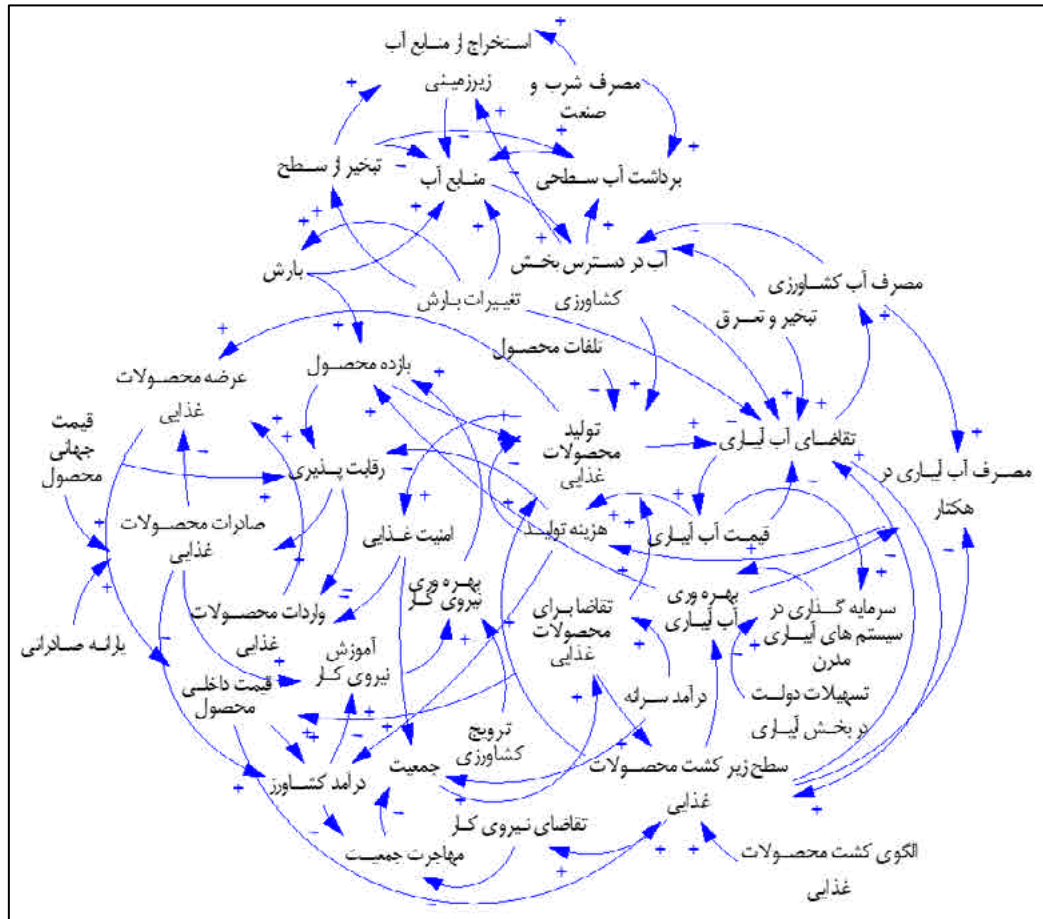 استخراج از منابع آب
زیرزمینی
مصرف شرب و
صنعت
تبخیر از سطح
منابع آب
برداشت آب سطحی
بارش
تغییرات بارش
آب در دسترس بخش
کشاورزی
مصرف آب کشاورزی
تبخیر و تعرق
عرضه محصولات
غذایی
بازده محصول
تلفات محصول
قیمت
جهانی
محصول
رقابت پذیری
تولید
محصولات
غذایی
تقاضای آب آبیاری
مصرف آب آبیاری در
هکتار
صادرات محصولات
غذایی
امنیت غذایی
هزینه تولید
قیمت آب آبیاری
یارانه صادراتی
واردات محصولات
غذایی
بهره وری
نیروی کار
تقاضا برای
محصولات
غذایی
بهره وری
آب آبیاری
سرمایه گذاری در
سیستم های آبیاری
مدرن
آموزش
نیروی کار
قیمت داخلی
محصول
ترویج
کشاورزی
درآمد سرانه
تسهیلات دولت
در بخش آبیاری
درآمد کشاورز
جمعیت
سطح زیر کشت محصولات
غذایی
مهاجرت جمعیت
تقاضای نیروی کار
الگوی کشت محصولات
غذایی